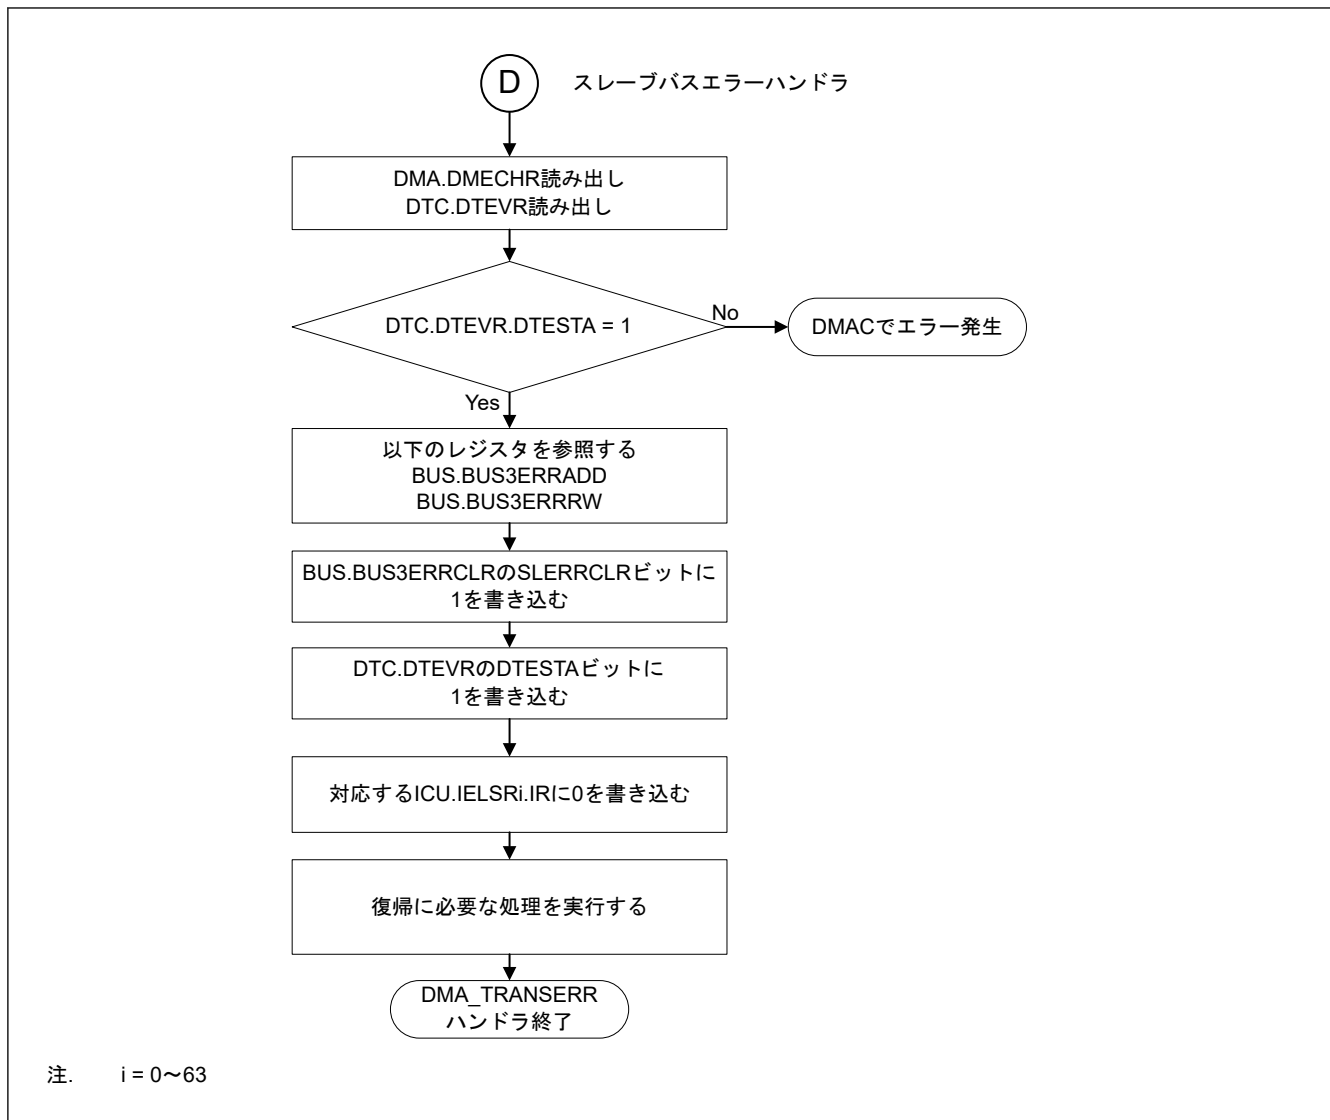 D
スレーブバスエラーハンドラ
DMA.DMECHR読み出し
DTC.DTEVR読み出し
DTC.DTEVR.DTESTA = 1
No
DMACでエラー発生
Yes
以下のレジスタを参照する
BUS.BUS3ERRADD
BUS.BUS3ERRRW
BUS.BUS3ERRCLRのSLERRCLRビットに
1を書き込む
DTC.DTEVRのDTESTAビットに
1を書き込む
対応するICU.IELSRi.IRに0を書き込む
復帰に必要な処理を実行する
DMA_TRANSERR
ハンドラ終了
注. i = 0～63